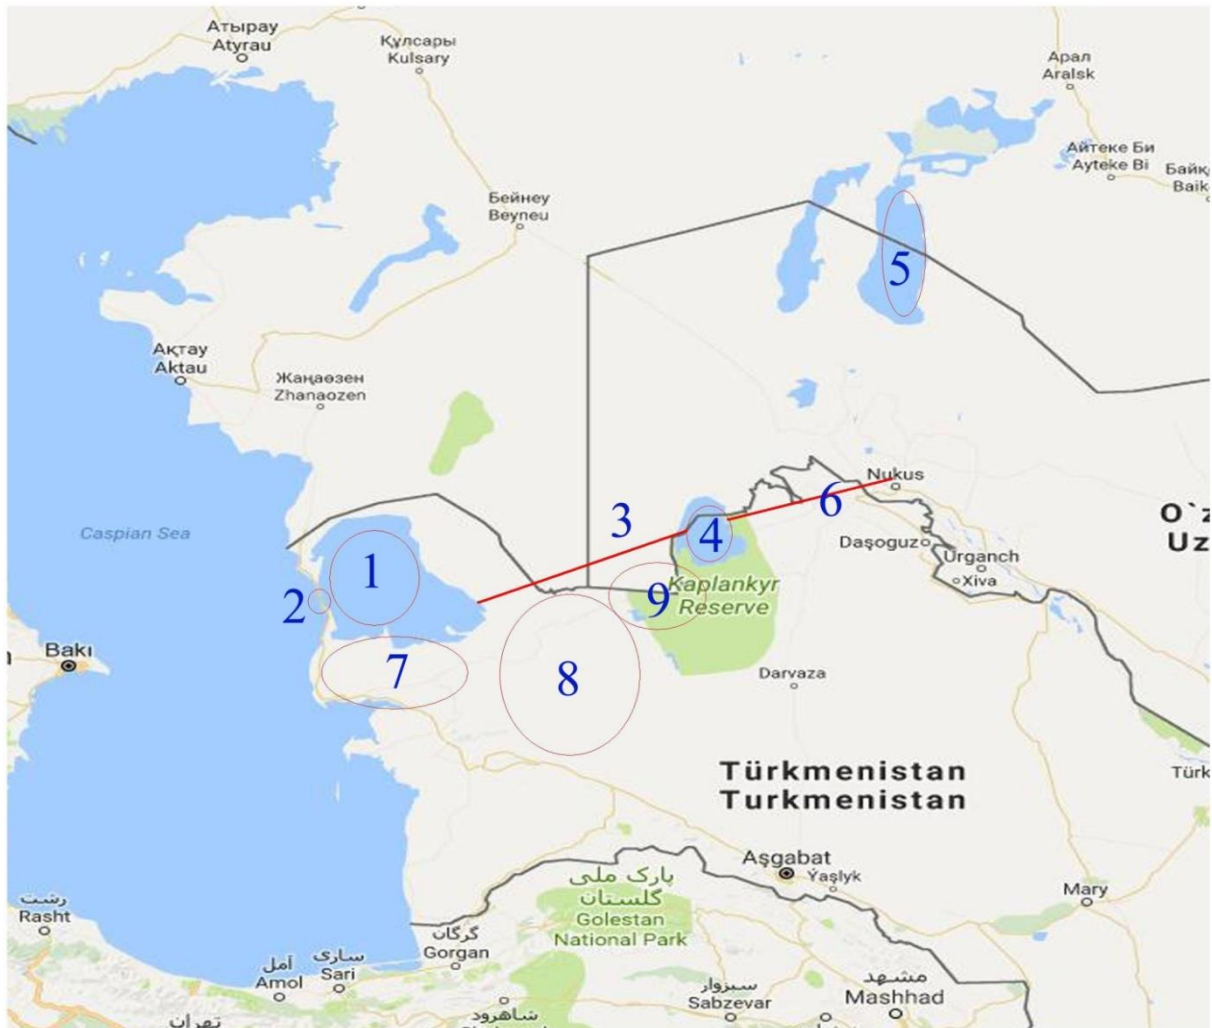 Атырау
Atyrau
Құлсары
Kulsary
Арал
Aralsk
Айтеке Би
Ayteke Bi
Байқ
Baik
Бейнеу
Beyneu
5
Ақтау
Aktau
Жаңаөзен
Zhanaozen
Nukus
6
3
Caspian Sea
4
O`z
Uz
Daşoguz
Urganch
Xiva
1
2
9
Kaplankyr
Reserve
Bakı
7
8
Darvaza
Türkmenistan
Turkmenistan
Türk
Aşgabat
Ýaşlyk
پارک ملی
گلستان
Golestan
National Park
Mary
رشت
Rasht
گرگان
Gorgan
ساری
Sari
آمل
Amol
سبزوار
Sabzevar
مشهد
Mashhad
تهران
شاهرود